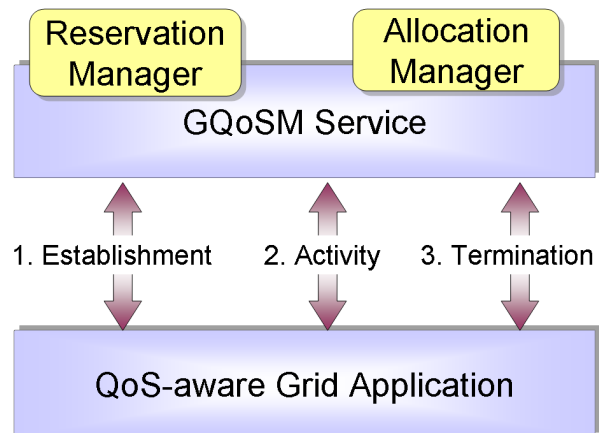 Reservation
Manager
Allocation
Manager
GQoSM Service
1. Establishment
2. Activity
3. Termination
QoS-aware Grid Application